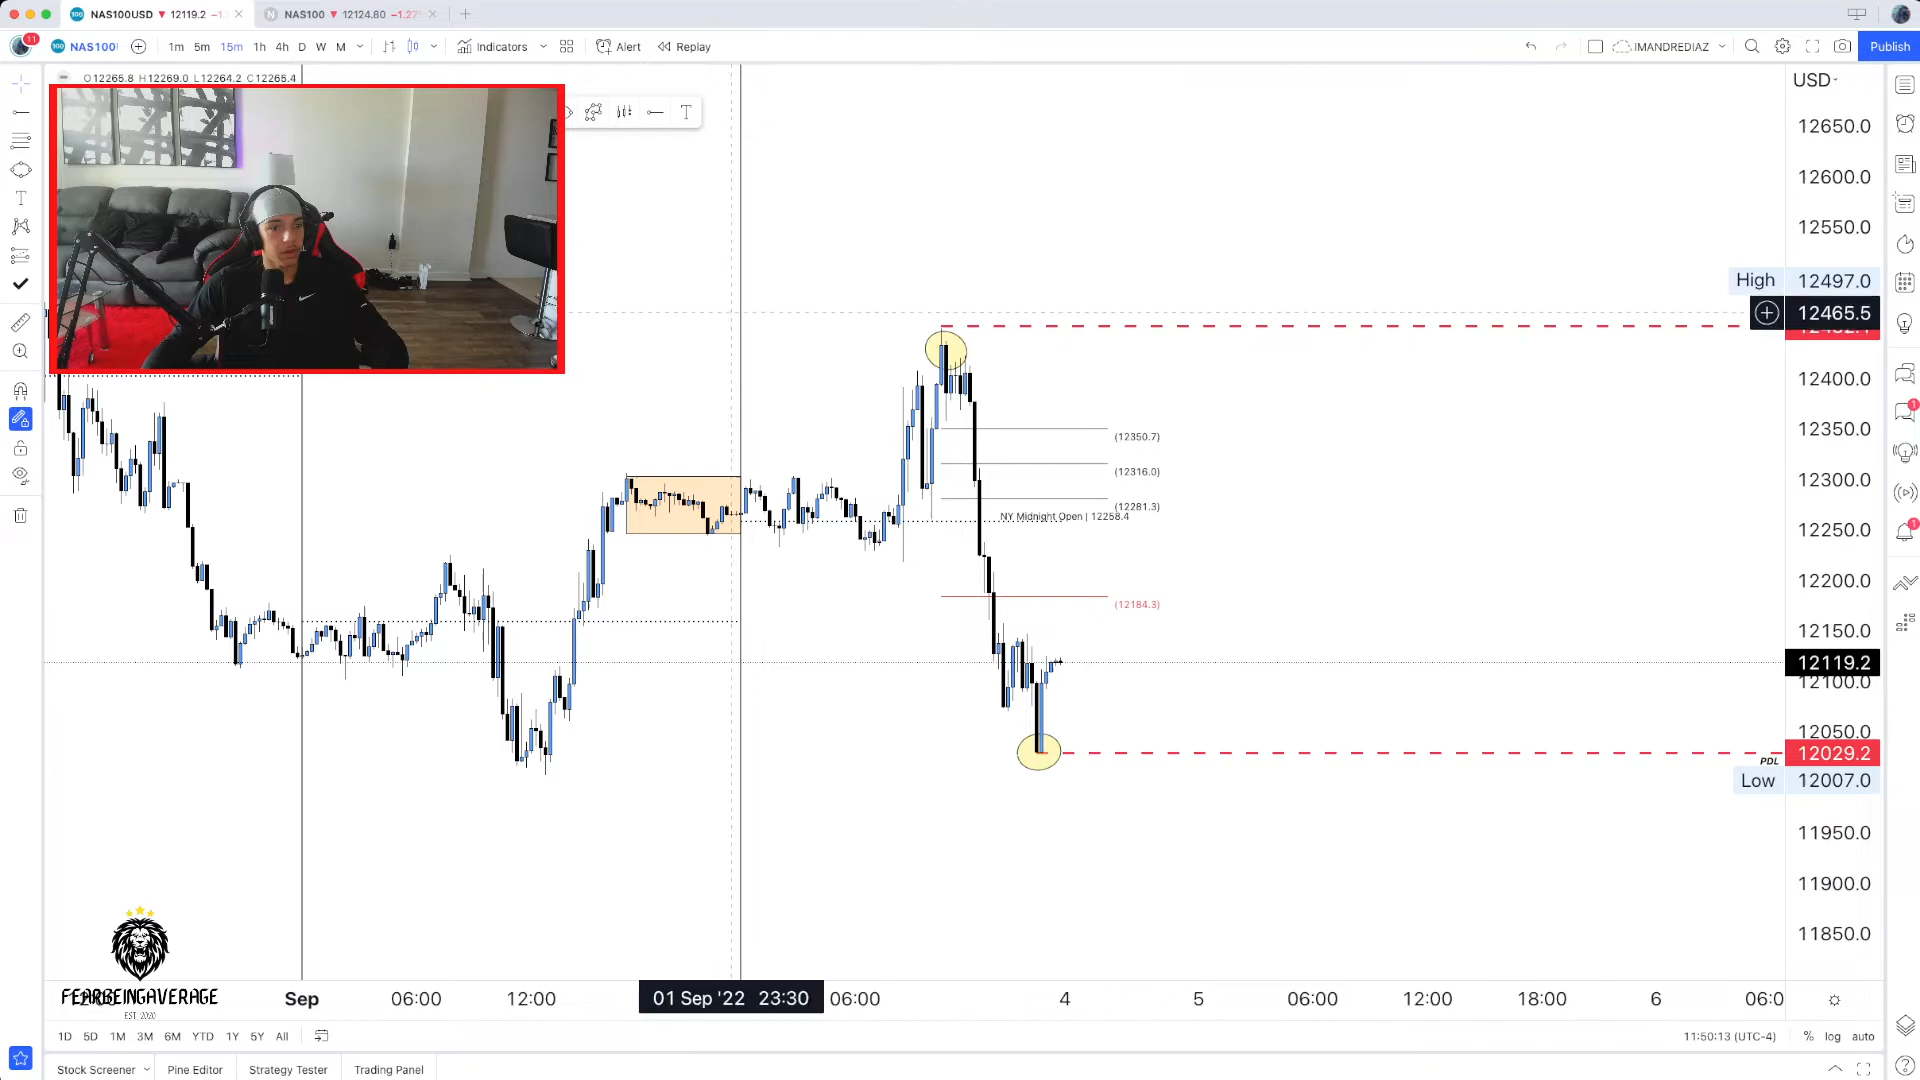 NAS100USD 12119.2 −1.
NAS100 12124.80 −1.22
11
NAS100 1m 5m 15m 1h 4h D W M Indicators Alert Replay IMANDREDIAZ Publish
O12265.8 H12269.0 L12264.2 C12265.4
USD
12650.0
12600.0
12550.0
High 12497.0
12465.5
12400.0
12350.0
(12350.7)
(12316.0)
12300.0
(12281.3)
NY Midnight Open | 12258.4
12250.0
12200.0
(12184.3)
12150.0
12119.2
12100.0
12050.0
12029.2
PDL
Low 12007.0
11950.0
11900.0
11850.0
1
1
FEARBEINGAVERAGE
EST. 2020
Sep 06:00 12:00 01 Sep '22 23:30 06:00 4 5 06:00 12:00 18:00 6 06:0
1D 5D 1M 3M 6M YTD 1Y 5Y All 11:50:13 (UTC-4) % log auto
Stock Screener Pine Editor Strategy Tester Trading Panel